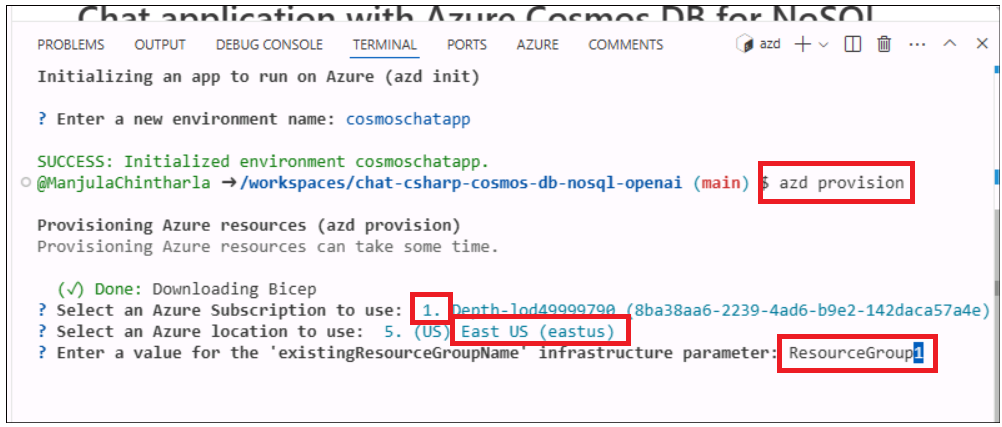 Chat application with Azure Cosmos DB for NoSQL
PROBLEMS OUTPUT DEBUG CONSOLE TERMINAL PORTS AZURE COMMENTS azd
Initializing an app to run on Azure (azd init)
? Enter a new environment name: cosmoschatapp
SUCCESS: Initialized environment cosmoschatapp.
@ManjulaChintharla →/workspaces/chat-csharp-cosmos-db-nosql-openai (main) $ azd provision
Provisioning Azure resources (azd provision)
Provisioning Azure resources can take some time.
(✓) Done: Downloading Bicep
? Select an Azure Subscription to use: 1. Depth-lod49999790 (8ba38aa6-2239-4ad6-b9e2-142daca57a4e)
? Select an Azure location to use: 5. (US) East US (eastus)
? Enter a value for the 'existingResourceGroupName' infrastructure parameter: ResourceGroup1